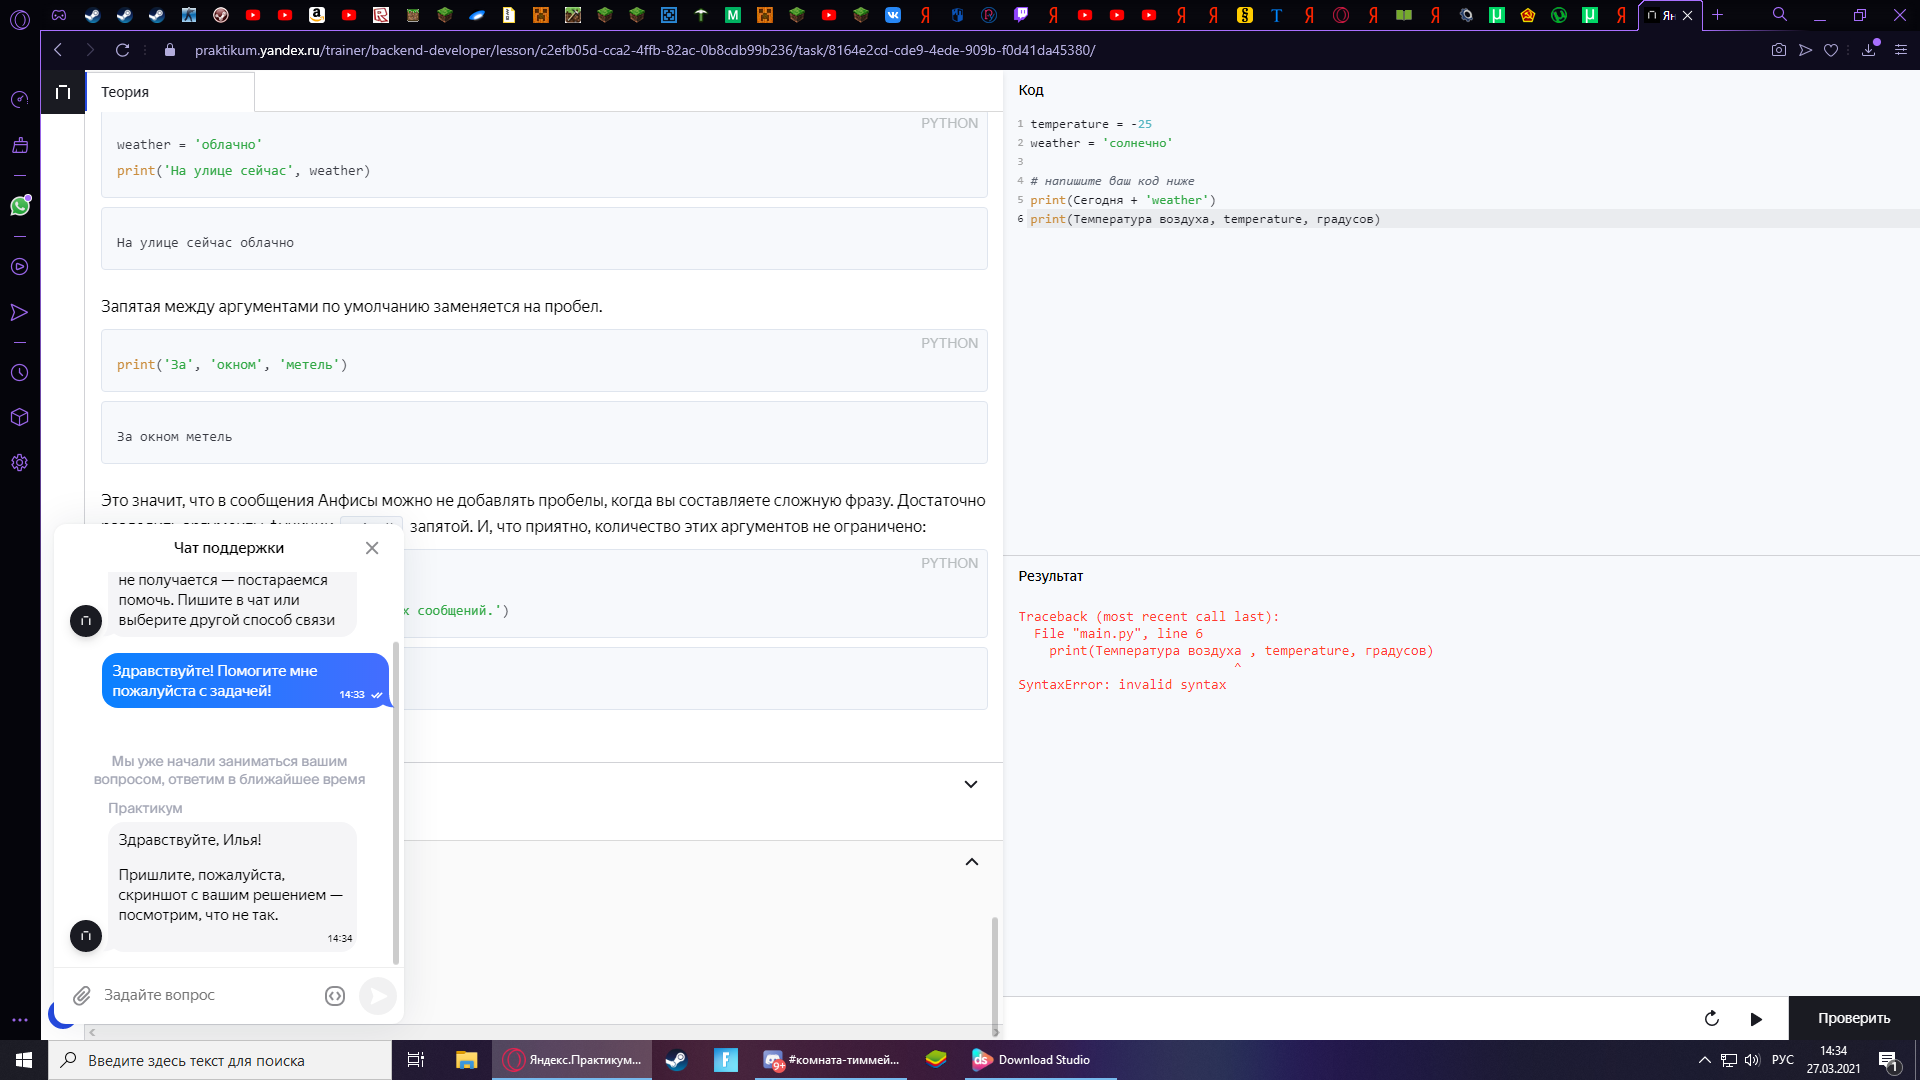 Ян
praktikum.yandex.ru/trainer/backend-developer/lesson/c2efb05d-cca2-4ffb-82ac-0b8cdb99b236/task/8164e2cd-cde9-4ede-909b-f0d41da45380/
Теория
PYTHON
weather = 'облачно'
print('На улице сейчас', weather)
На улице сейчас облачно
Запятая между аргументами по умолчанию заменяется на пробел.
PYTHON
print('За', 'окном', 'метель')
За окном метель
Это значит, что в сообщения Анфисы можно не добавлять пробелы, когда вы составляете сложную фразу. Достаточно
запятой. И, что приятно, количество этих аргументов не ограничено:
PYTHON
х сообщений.')
Чат поддержки
не получается — постараемся
помочь. Пишите в чат или
выберите другой способ связи
Здравствуйте! Помогите мне
пожалуйста с задачей!
14:33
Мы уже начали заниматься вашим
вопросом, ответим в ближайшее время
Практикум
Здравствуйте, Илья!
Пришлите, пожалуйста,
скриншот с вашим решением —
посмотрим, что не так.
14:34
Задайте вопрос
Код
1 temperature = -25
2 weather = 'солнечно'
3
4 # напишите ваш код ниже
5 print(Сегодня + 'weather')
6 print(Температура воздуха, temperature, градусов)
Результат
Traceback (most recent call last):
File "main.py", line 6
print(Температура воздуха , temperature, градусов)
^
SyntaxError: invalid syntax
Проверить
Введите здесь текст для поиска
Яндекс.Практикум...
9+
#комната-тиммей...
Download Studio
РУС
14:34
27.03.2021
1